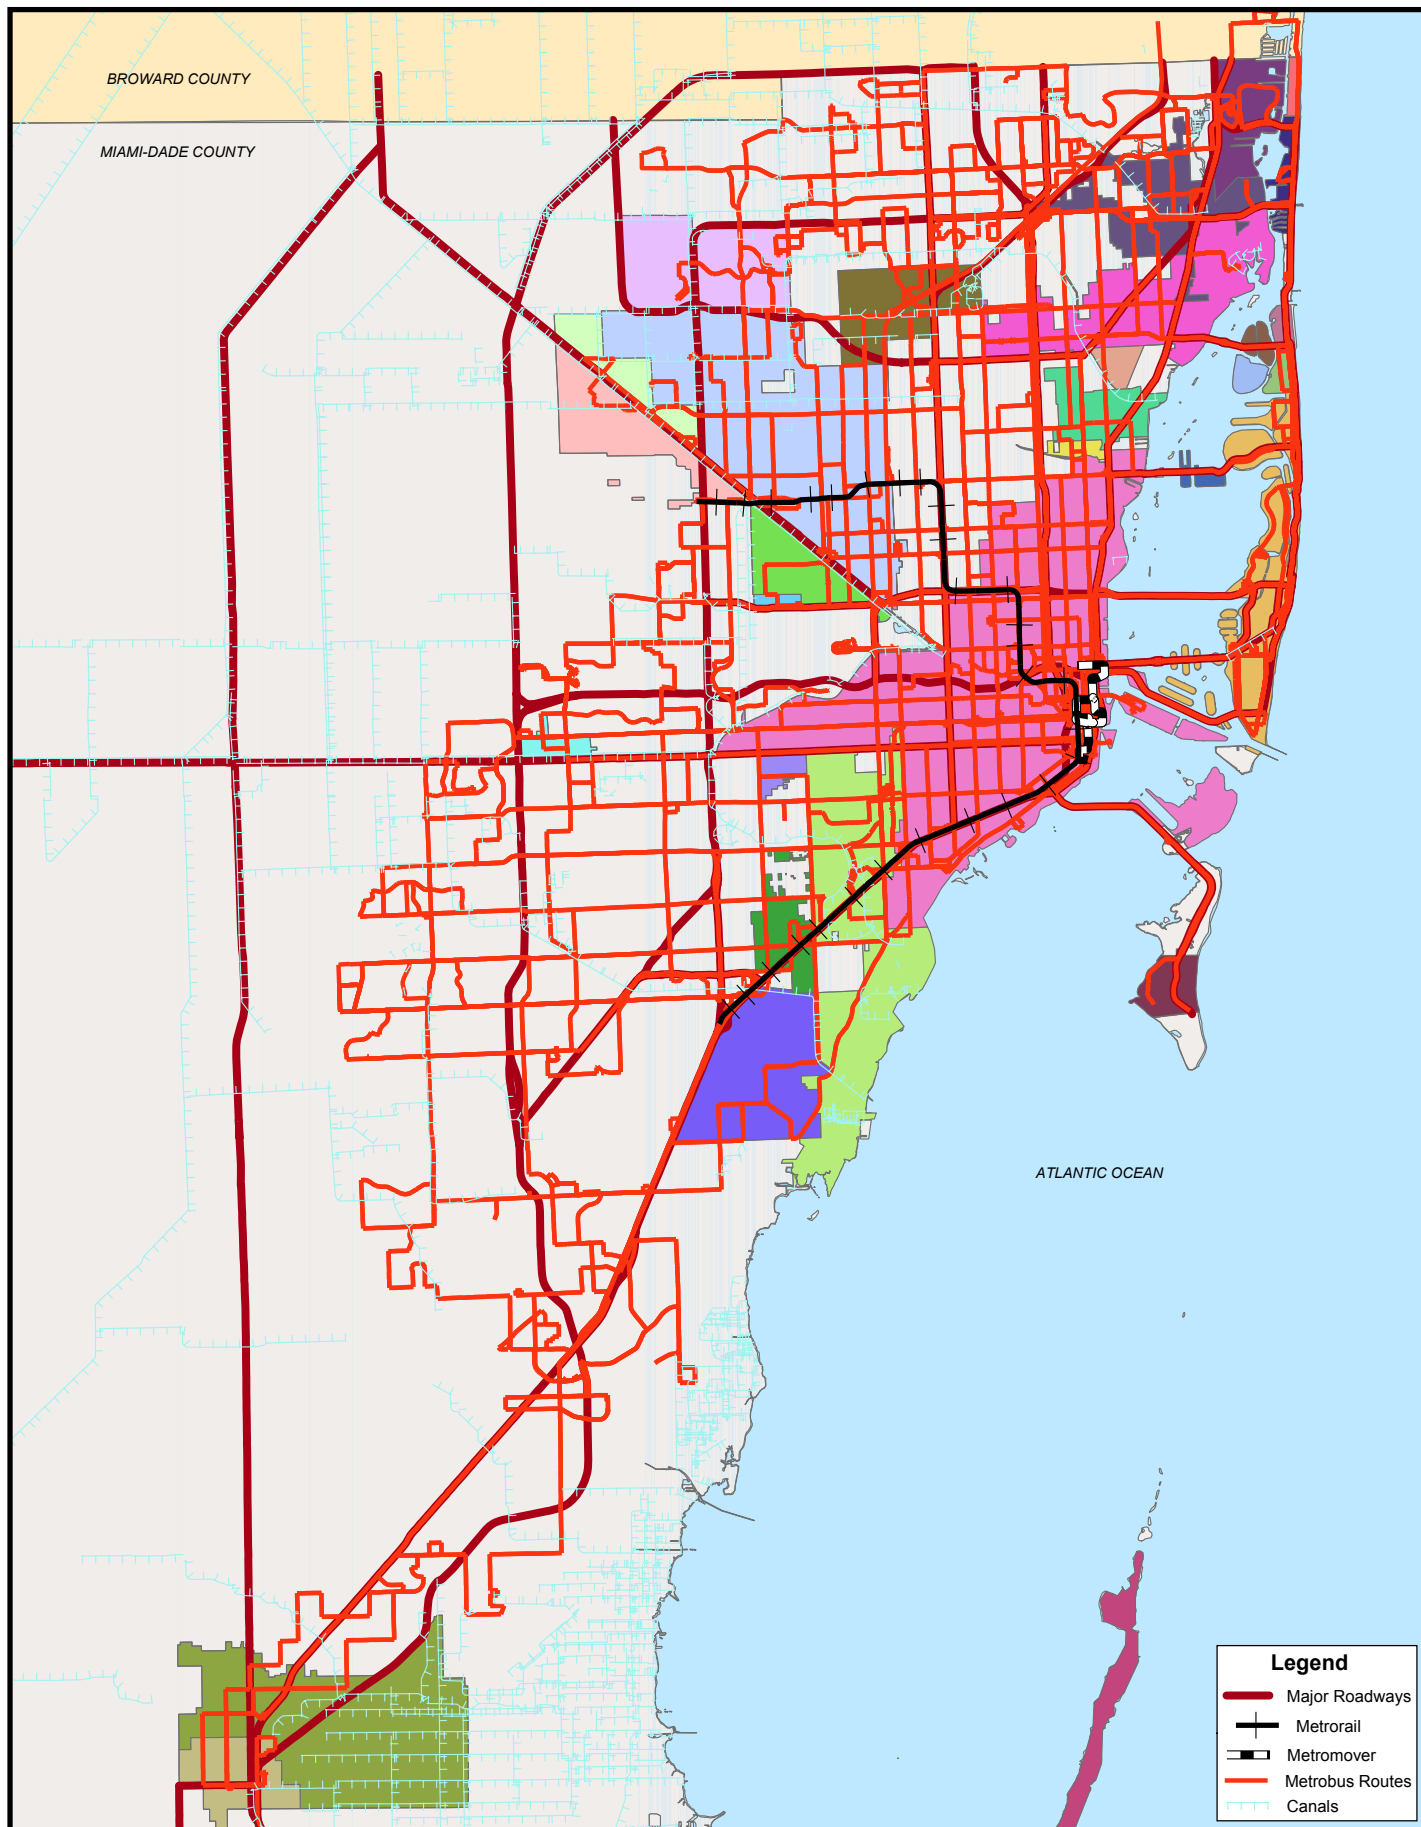 BROWARD COUNTY
MIAMI-DADE COUNTY
ATLANTIC OCEAN
Legend
Major Roadways
Metrorail
Metromover
Metrobus Routes
Canals